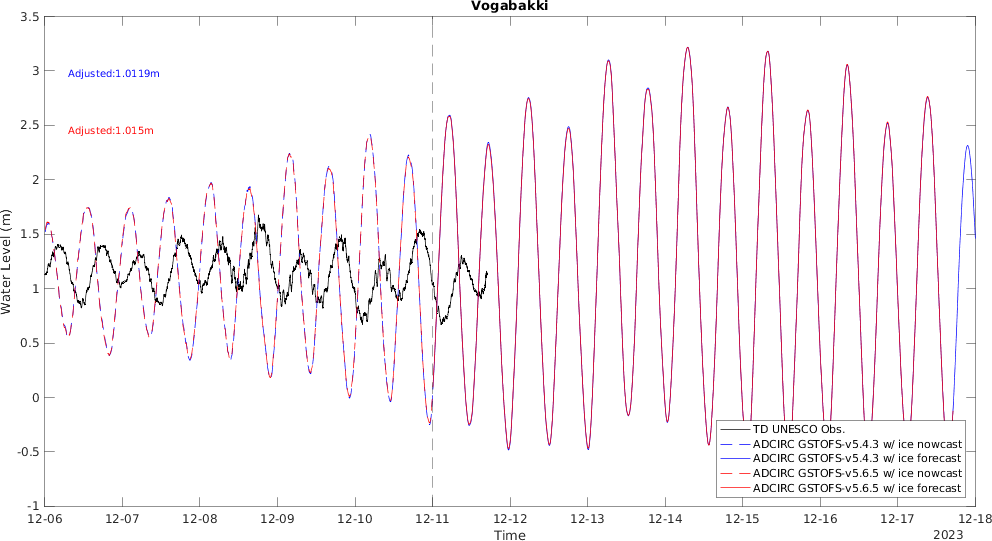 Vogabakki
3.5
3
2.5
2
1.5
1
0.5
0
-0.5
-1
Water Level (m)
Adjusted:1.0119m
Adjusted:1.015m
TD UNESCO Obs.
ADCIRC GSTOFS-v5.4.3 w/ ice nowcast
ADCIRC GSTOFS-v5.4.3 w/ ice forecast
ADCIRC GSTOFS-v5.6.5 w/ ice nowcast
ADCIRC GSTOFS-v5.6.5 w/ ice forecast
12-06 12-07 12-08 12-09 12-10 12-11 12-12 12-13 12-14 12-15 12-16 12-17 12-18
Time
2023